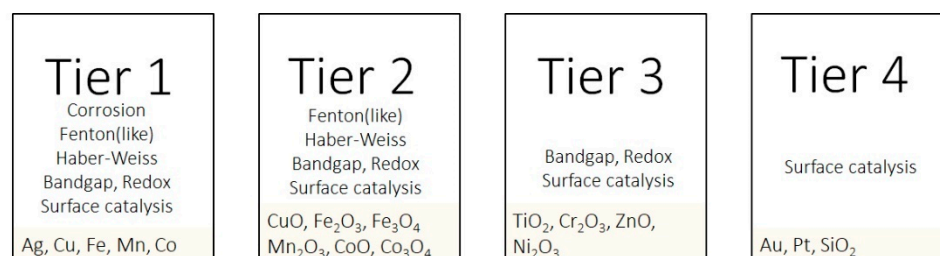 Tier 1
Corrosion
Fenton(like)
Haber-Weiss
Bandgap, Redox
Surface catalysis
Ag, Cu, Fe, Mn, Co
Tier 2
Fenton(like)
Haber-Weiss
Bandgap, Redox
Surface catalysis
CuO, Fe₂O₃, Fe₃O₄
Mn₂O₃, CoO, Co₃O₄
Tier 3
Bandgap, Redox
Surface catalysis
TiO₂, Cr₂O₃, ZnO,
Ni₂O₃
Tier 4
Surface catalysis
Au, Pt, SiO₂